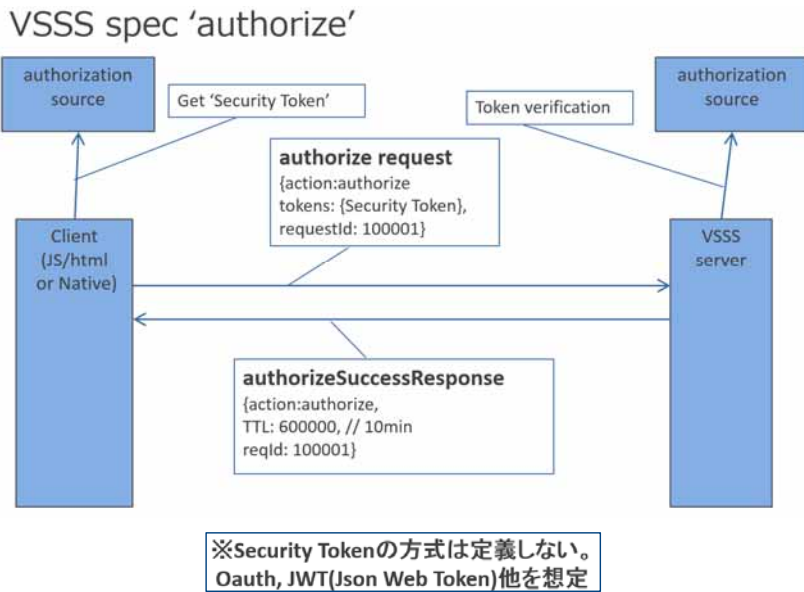 VSSS spec ‘authorize’
authorization
source
Get ‘Security Token’
Token verification
authorization
source
authorize request
{action:authorize
tokens: {Security Token},
requestId: 100001}
Client
(JS/html
or Native)
VSSS
server
authorizeSuccessResponse
{action:authorize,
TTL: 600000, // 10min
reqId: 100001}
※Security Tokenの方式は定義しない。
Oauth, JWT(Json Web Token)他を想定